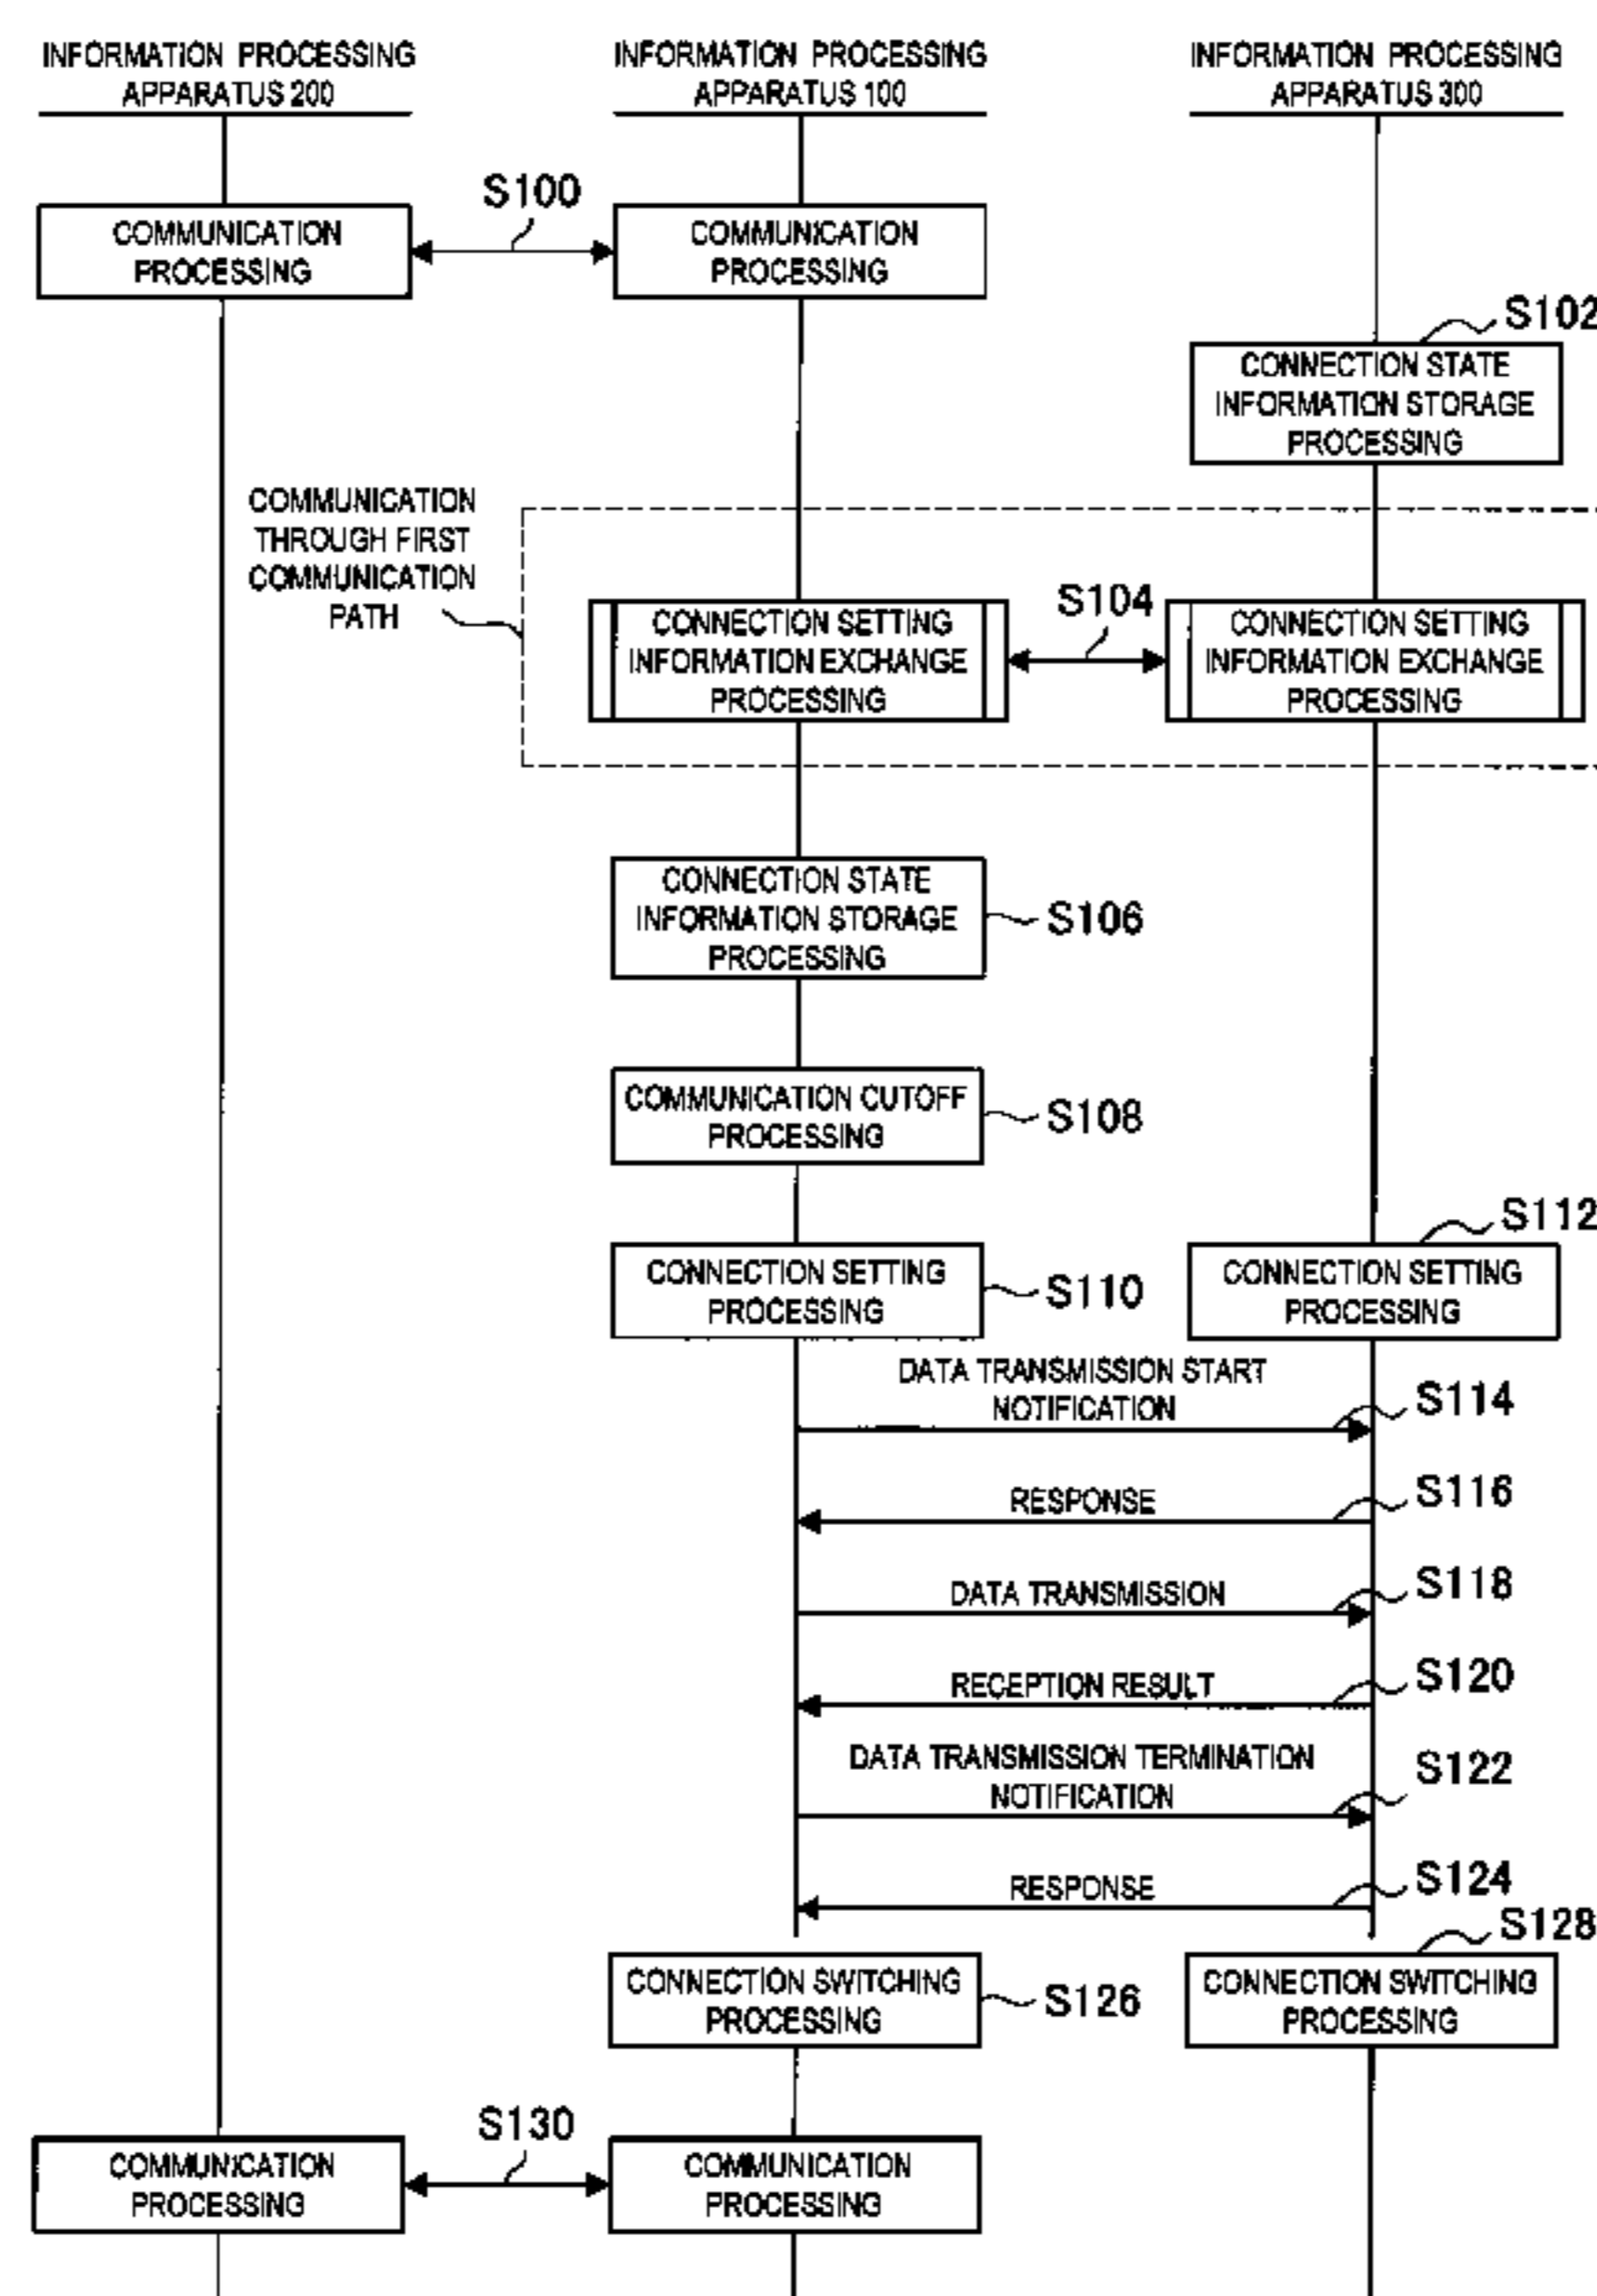 INFORMATION PROCESSING
APPARATUS 200
INFORMATION PROCESSING
APPARATUS 100
INFORMATION PROCESSING
APPARATUS 300
S100
COMMUNICATION
PROCESSING
COMMUNICATION
PROCESSING
S102
CONNECTION STATE
INFORMATION STORAGE
PROCESSING
COMMUNICATION
THROUGH FIRST
COMMUNICATION
PATH
S104
CONNECTION SETTING
INFORMATION EXCHANGE
PROCESSING
CONNECTION SETTING
INFORMATION EXCHANGE
PROCESSING
CONNECTION STATE
INFORMATION STORAGE
PROCESSING
S106
COMMUNICATION CUTOFF
PROCESSING
S108
S112
CONNECTION SETTING
PROCESSING
S110
CONNECTION SETTING
PROCESSING
DATA TRANSMISSION START
NOTIFICATION
S114
RESPONSE
S116
DATA TRANSMISSION
S118
RECEPTION RESULT
S120
DATA TRANSMISSION TERMINATION
NOTIFICATION
S122
RESPONSE
S124
S128
CONNECTION SWITCHING
PROCESSING
S126
CONNECTION SWITCHING
PROCESSING
S130
COMMUNICATION
PROCESSING
COMMUNICATION
PROCESSING